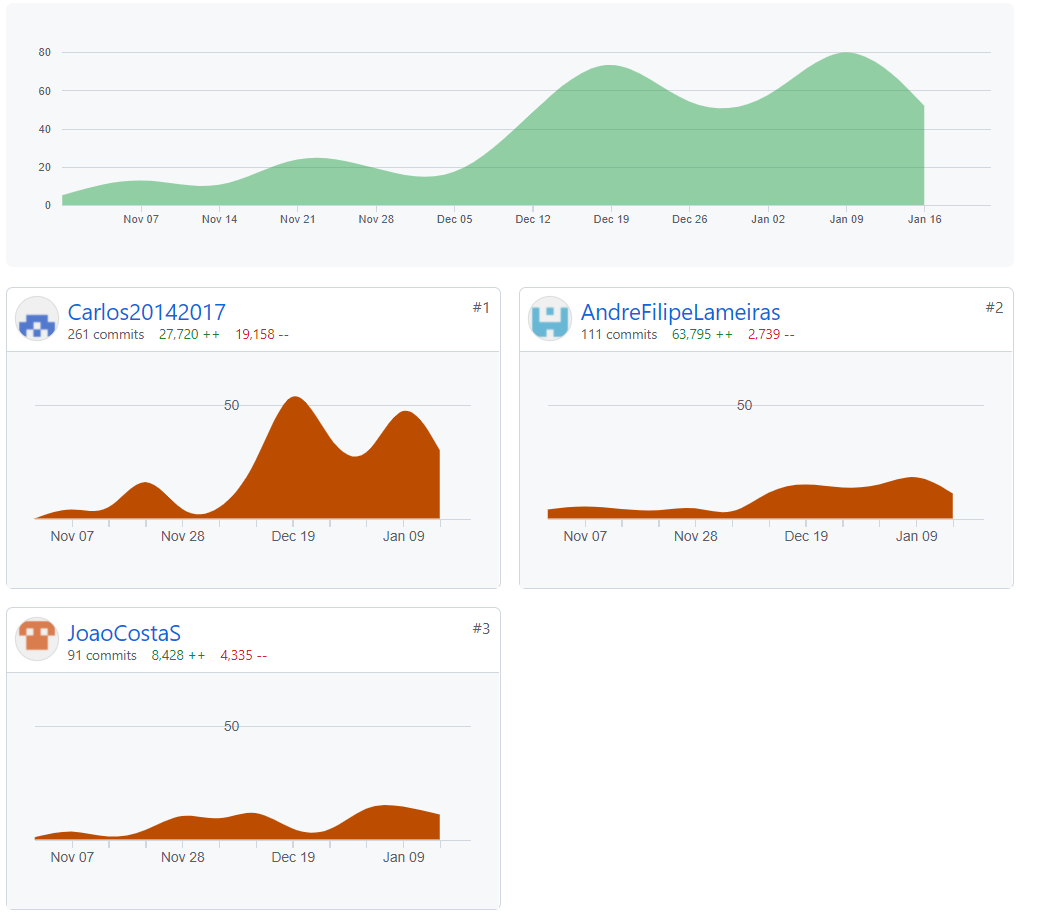 80
60
40
20
0
Nov 07 Nov 14 Nov 21 Nov 28 Dec 05 Dec 12 Dec 19 Dec 26 Jan 02 Jan 09 Jan 16
Carlos20142017 #1
261 commits 27,720 ++ 19,158 --
50
Nov 07 Nov 28 Dec 19 Jan 09
AndreFilipeLameiras #2
111 commits 63,795 ++ 2,739 --
50
Nov 07 Nov 28 Dec 19 Jan 09
JoaoCostaS #3
91 commits 8,428 ++ 4,335 --
50
Nov 07 Nov 28 Dec 19 Jan 09